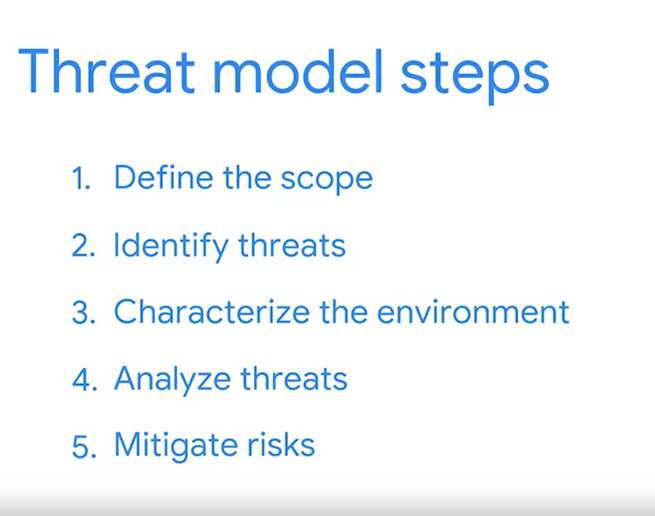 Threat model steps
1. Define the scope
2. Identify threats
3. Characterize the environment
4. Analyze threats
5. Mitigate risks